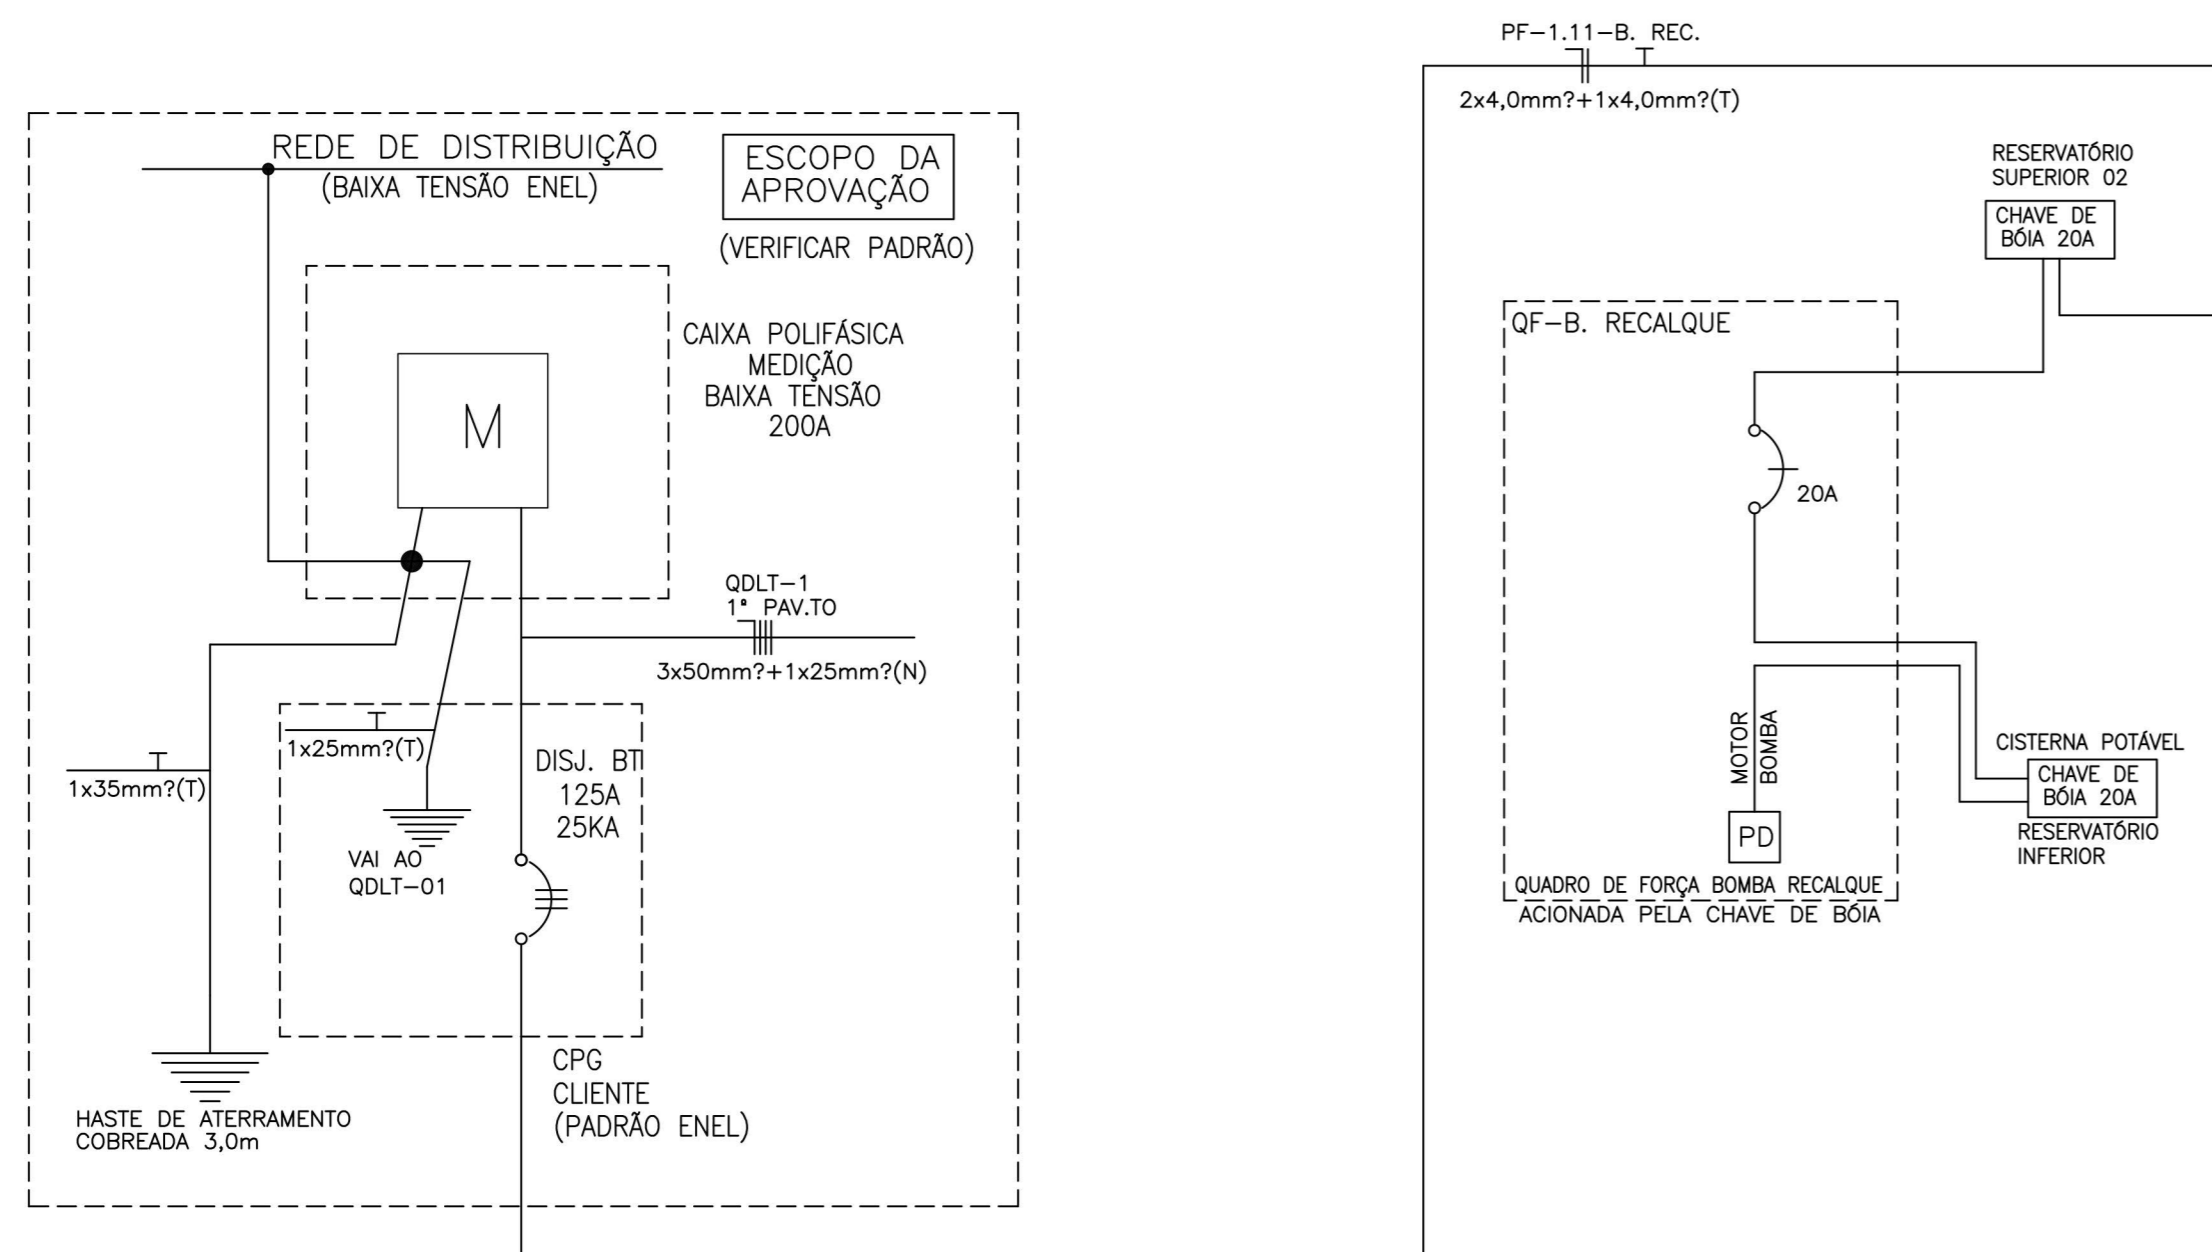 REDE DE DISTRIBUIÇÃO
(BAIXA TENSÃO ENEL)
ESCOPO DA
APROVAÇÃO
(VERIFICAR PADRÃO)
M
CAIXA POLIFÁSICA
MEDIÇÃO
BAIXA TENSÃO
200A
QDLT-1
1º PAV.TO
3x50mm?+1x25mm?(N)
1x25mm?(T)
1x35mm?(T)
DISJ. BT
125A
25KA
VAI AO
QDLT-01
CPG
CLIENTE
(PADRÃO ENEL)
HASTE DE ATERRAMENTO
COBREADA 3,0m
PF-1.11-B. REC.
2x4,0mm?+1x4,0mm?(T)
RESERVATÓRIO
SUPERIOR 02
CHAVE DE
BÓIA 20A
QF-B. RECALQUE
20A
MOTOR
BOMBA
PD
CISTERNA POTÁVEL
CHAVE DE
BÓIA 20A
RESERVATÓRIO
INFERIOR
QUADRO DE FORÇA BOMBA RECALQUE
ACIONADA PELA CHAVE DE BÓIA